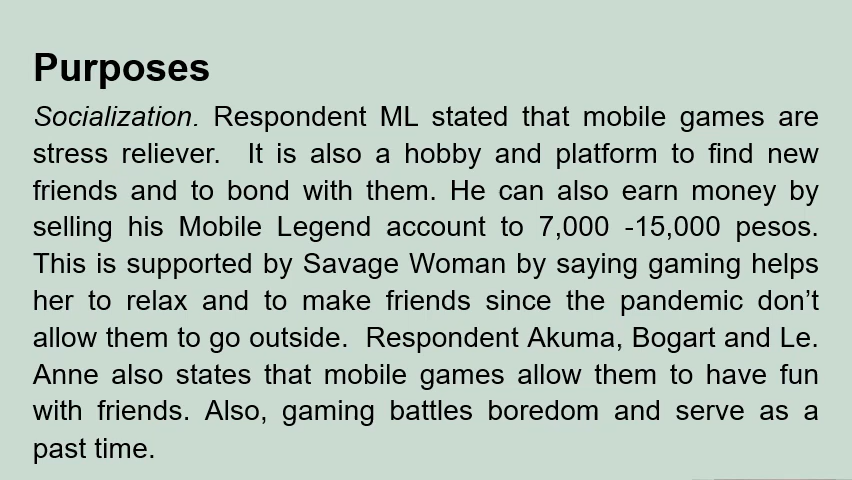 Purposes
Socialization. Respondent ML stated that mobile games are
stress reliever. It is also a hobby and platform to find new
friends and to bond with them. He can also earn money by
selling his Mobile Legend account to 7,000 -15,000 pesos.
This is supported by Savage Woman by saying gaming helps
her to relax and to make friends since the pandemic don’t
allow them to go outside. Respondent Akuma, Bogart and Le.
Anne also states that mobile games allow them to have fun
with friends. Also, gaming battles boredom and serve as a
past time.